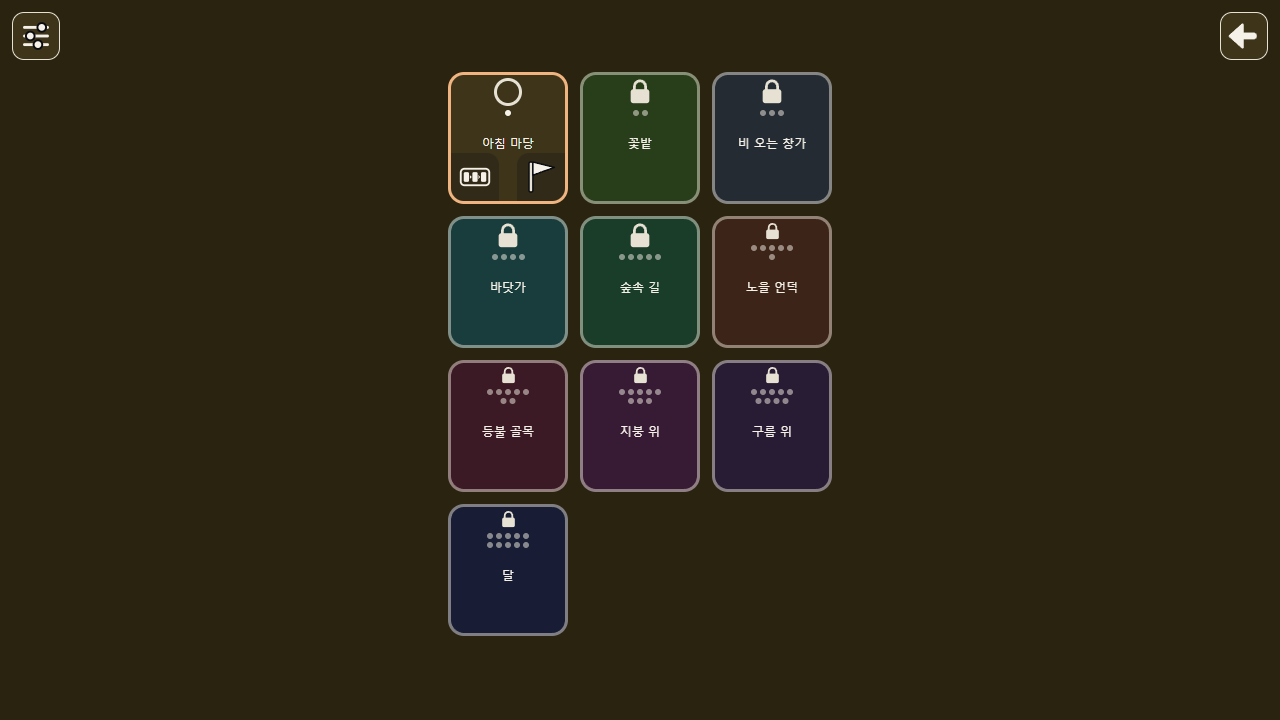 아침 마당
꽃밭
비 오는 창가
바닷가
숲속 길
노을 언덕
등불 골목
지붕 위
구름 위
달